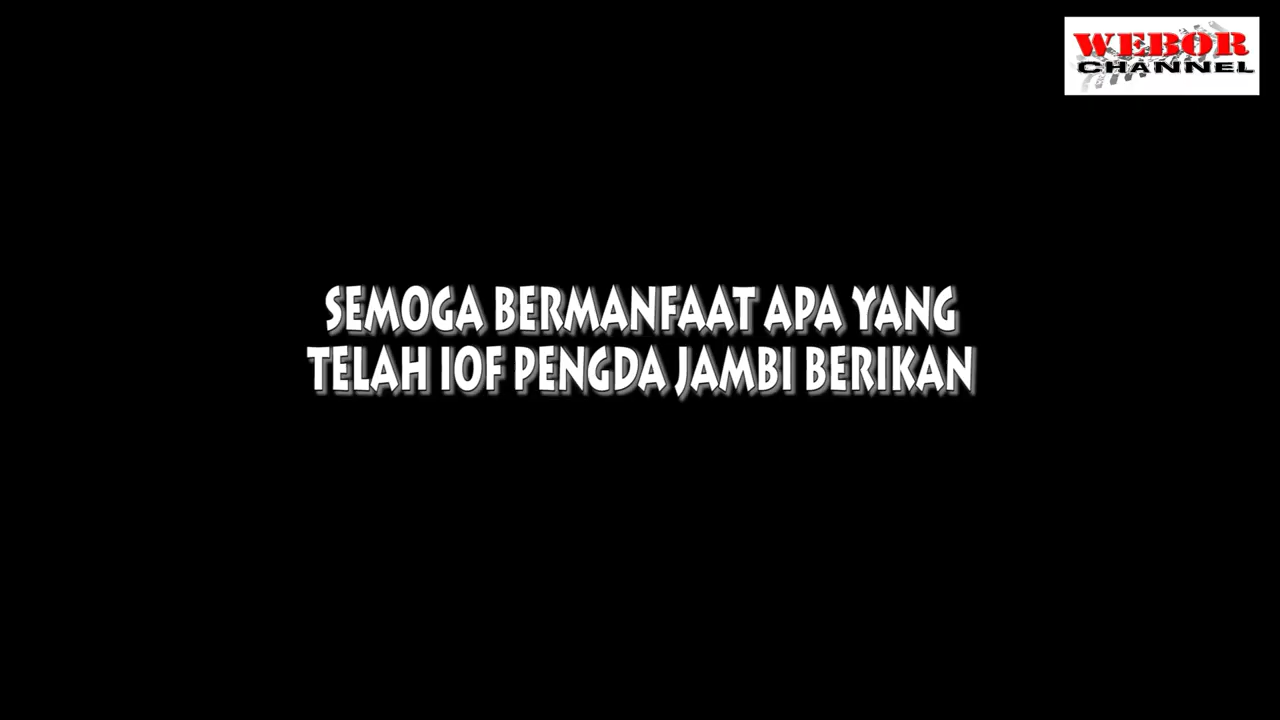 WEBOR
CHANNEL
SEMOGA BERMANFAAT APA YANG
TELAH IOF PENGDA JAMBI BERIKAN